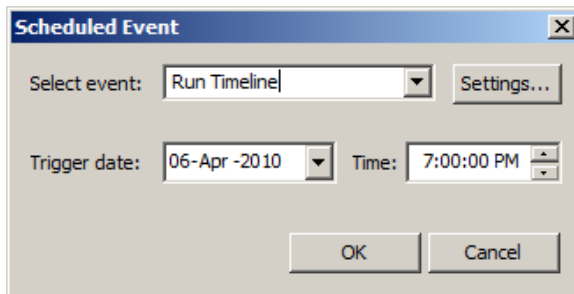 Scheduled Event
Select event: Run Timeline Settings...
Trigger date: 06-Apr -2010 Time: 7:00:00 PM
OK Cancel